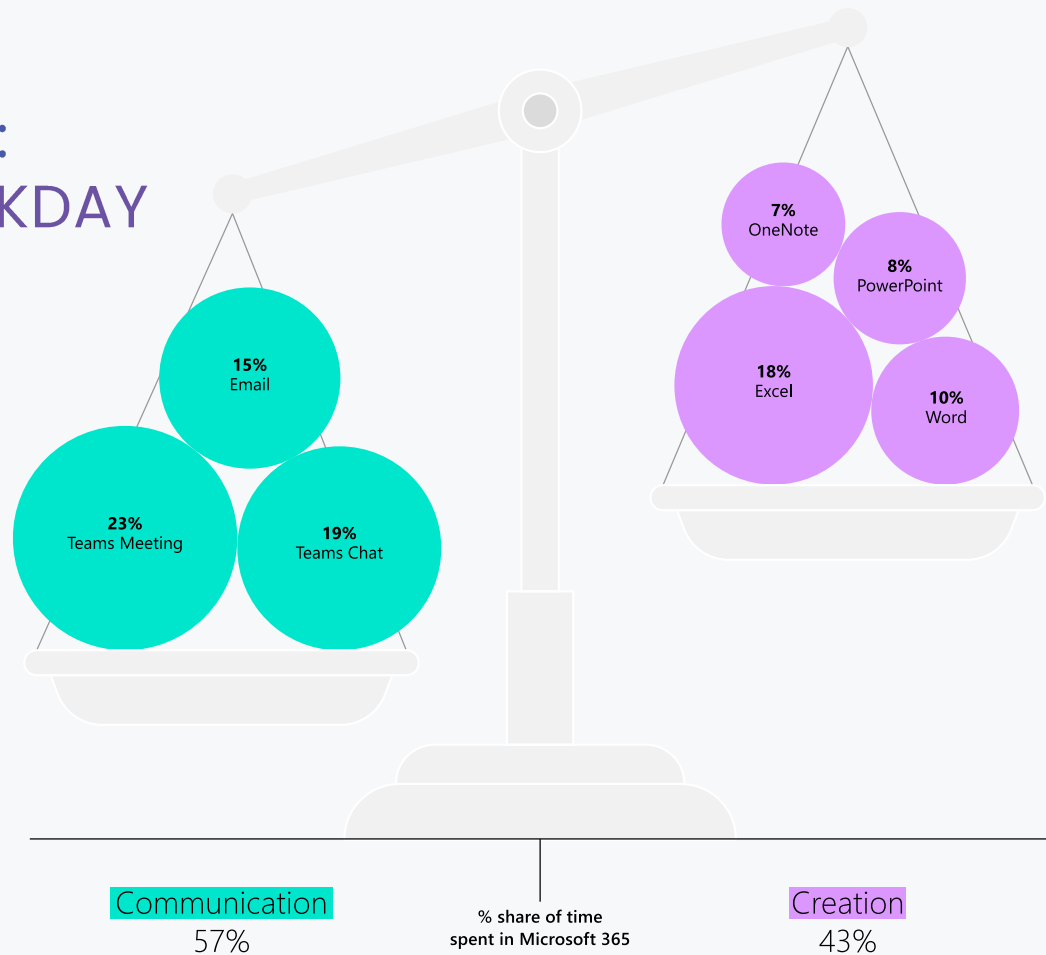 :
KDAY
7%
OneNote
8%
PowerPoint
15%
Email
18%
Excel
10%
Word
23%
Teams Meeting
19%
Teams Chat
Communication
57%
% share of time
spent in Microsoft 365
Creation
43%